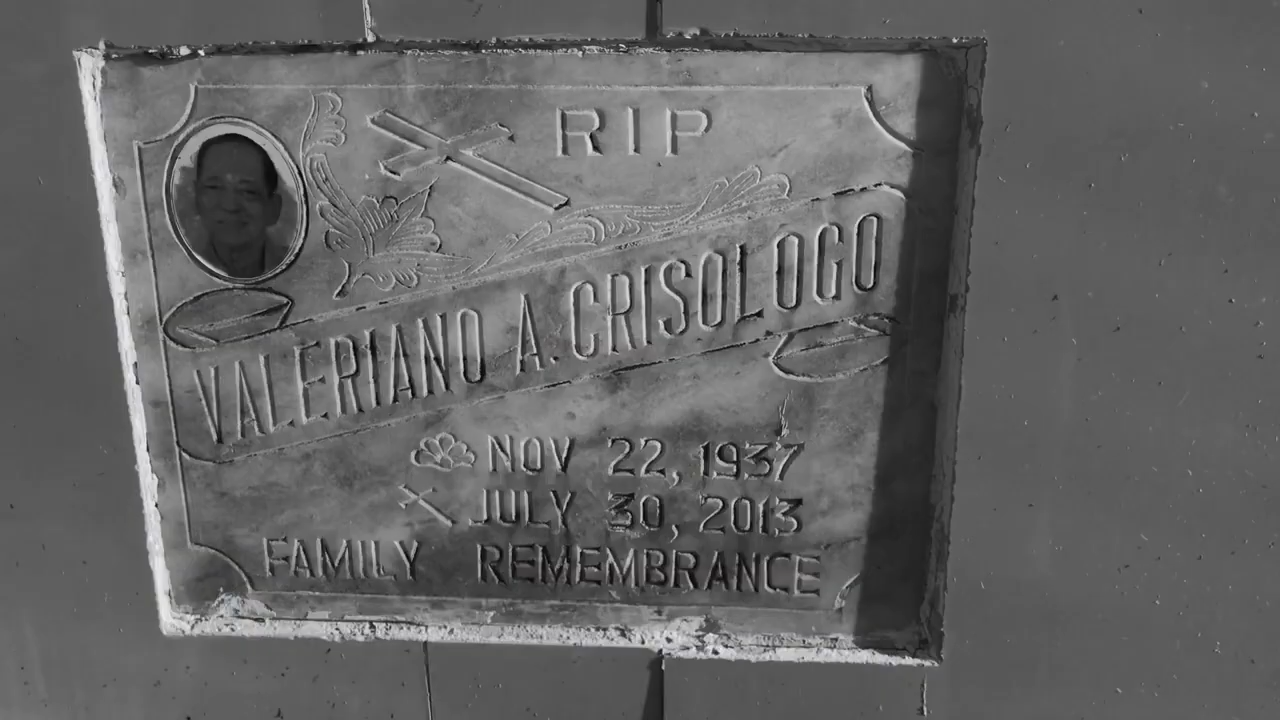 RIP
VALERIANO A. CRISOLOGO
NOV 22, 1937
JULY 30, 2013
FAMILY REMEMBRANCE